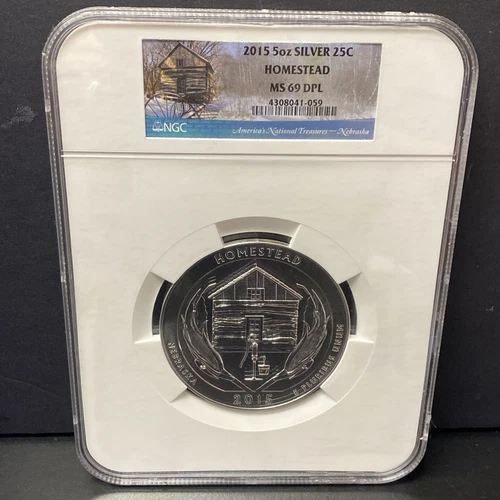 2015 5oz SILVER 25C
HOMESTEAD
MS 69 DPL
4308041-059
NGC
America's National Treasures — Nebraska
HOMESTEAD
NEBRASKA
2015
E PLURIBUS UNUM